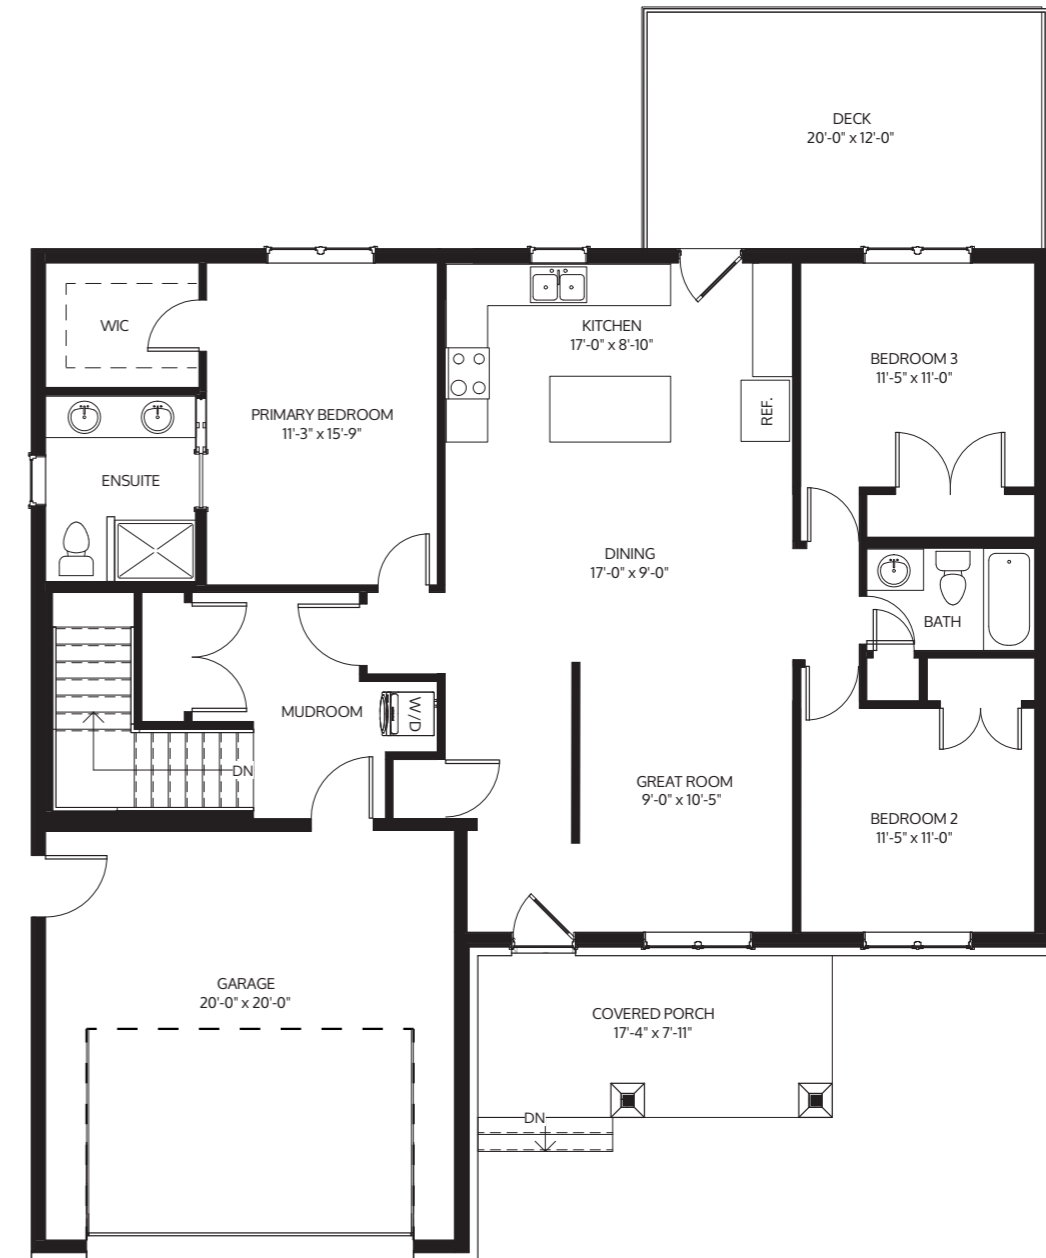 DECK
20'-0" x 12'-0"
WIC
KITCHEN
17'-0" x 8'-10"
BEDROOM 3
11'-5" x 11'-0"
PRIMARY BEDROOM
11'-3" x 15'-9"
REF.
ENSUITE
DINING
17'-0" x 9'-0"
BATH
MUDROOM
W/D
DN
GREAT ROOM
9'-0" x 10'-5"
BEDROOM 2
11'-5" x 11'-0"
GARAGE
20'-0" x 20'-0"
COVERED PORCH
17'-4" x 7'-11"
DN